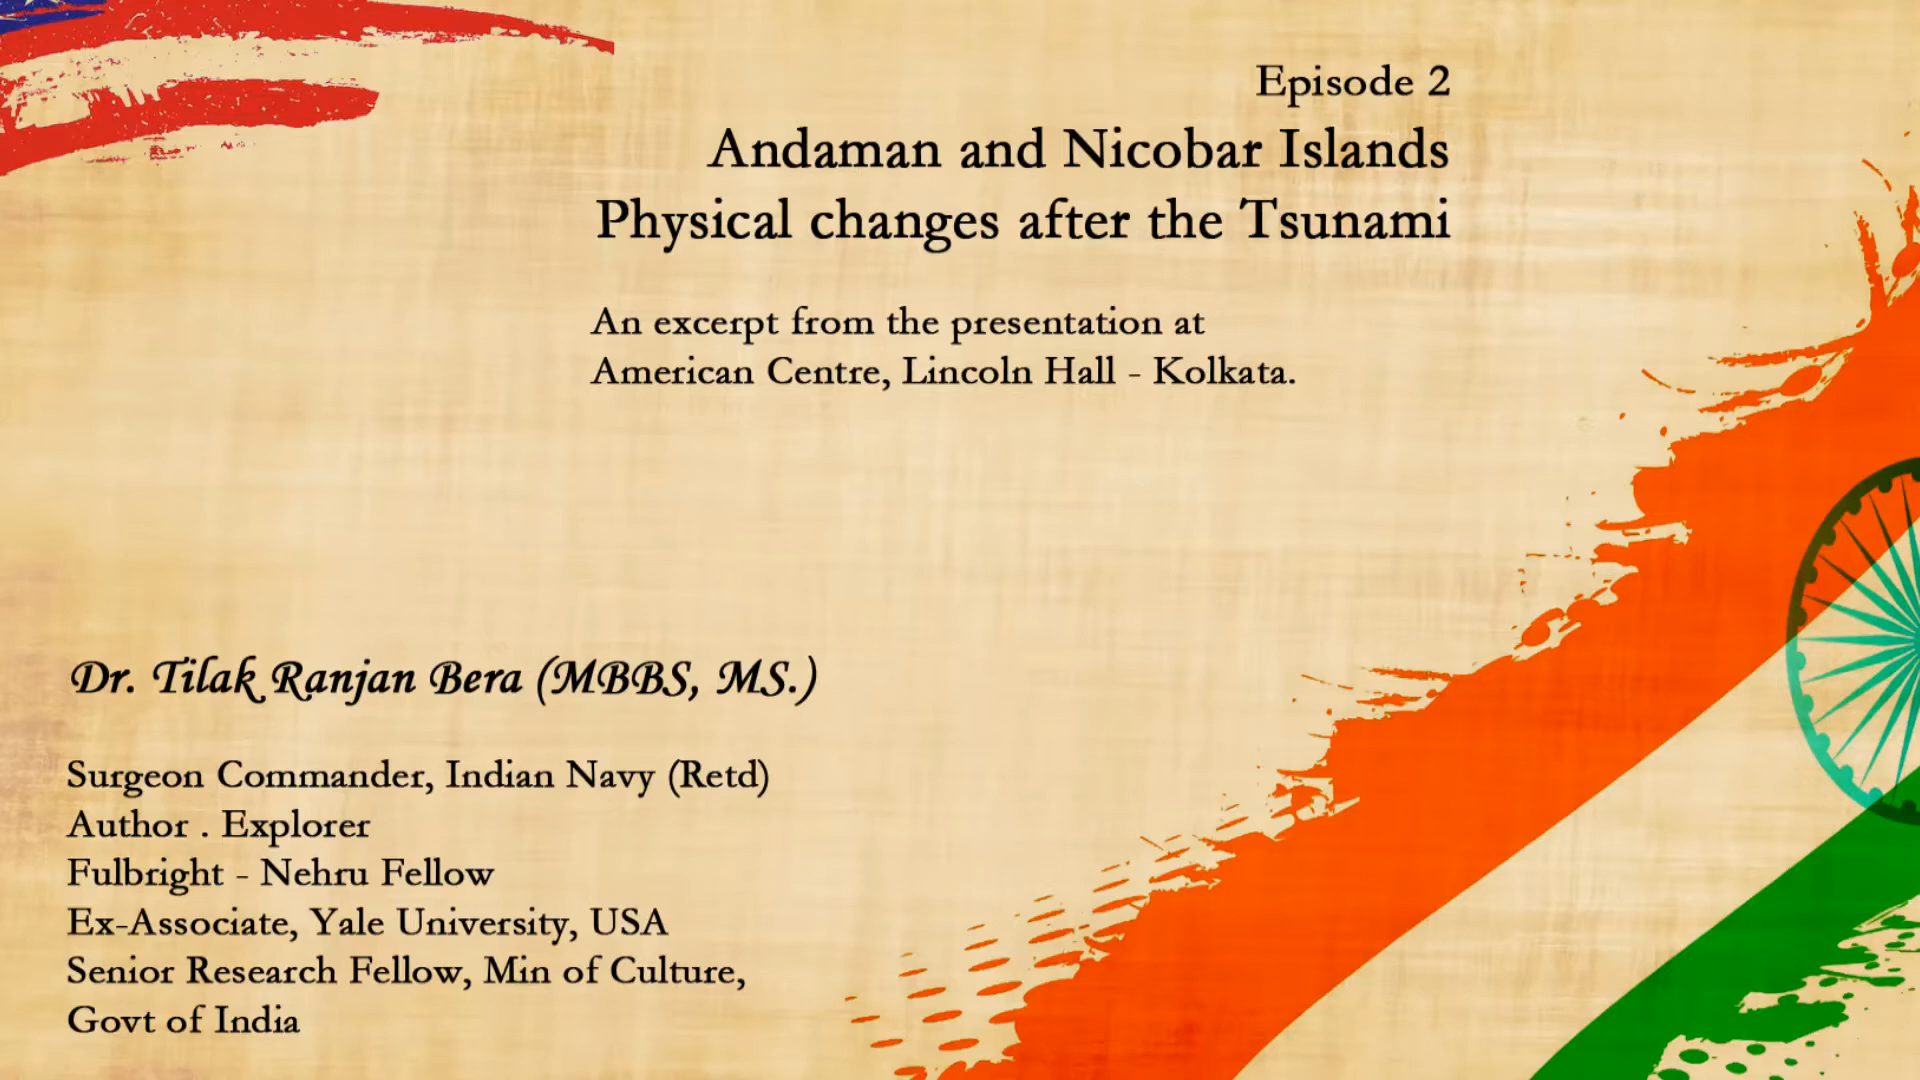 Episode 2
Andaman and Nicobar Islands
Physical changes after the Tsunami
An excerpt from the presentation at
American Centre, Lincoln Hall - Kolkata.
Dr. Tilak Ranjan Bera (MBBS, MS.)
Surgeon Commander, Indian Navy (Retd)
Author . Explorer
Fulbright - Nehru Fellow
Ex-Associate, Yale University, USA
Senior Research Fellow, Min of Culture,
Govt of India